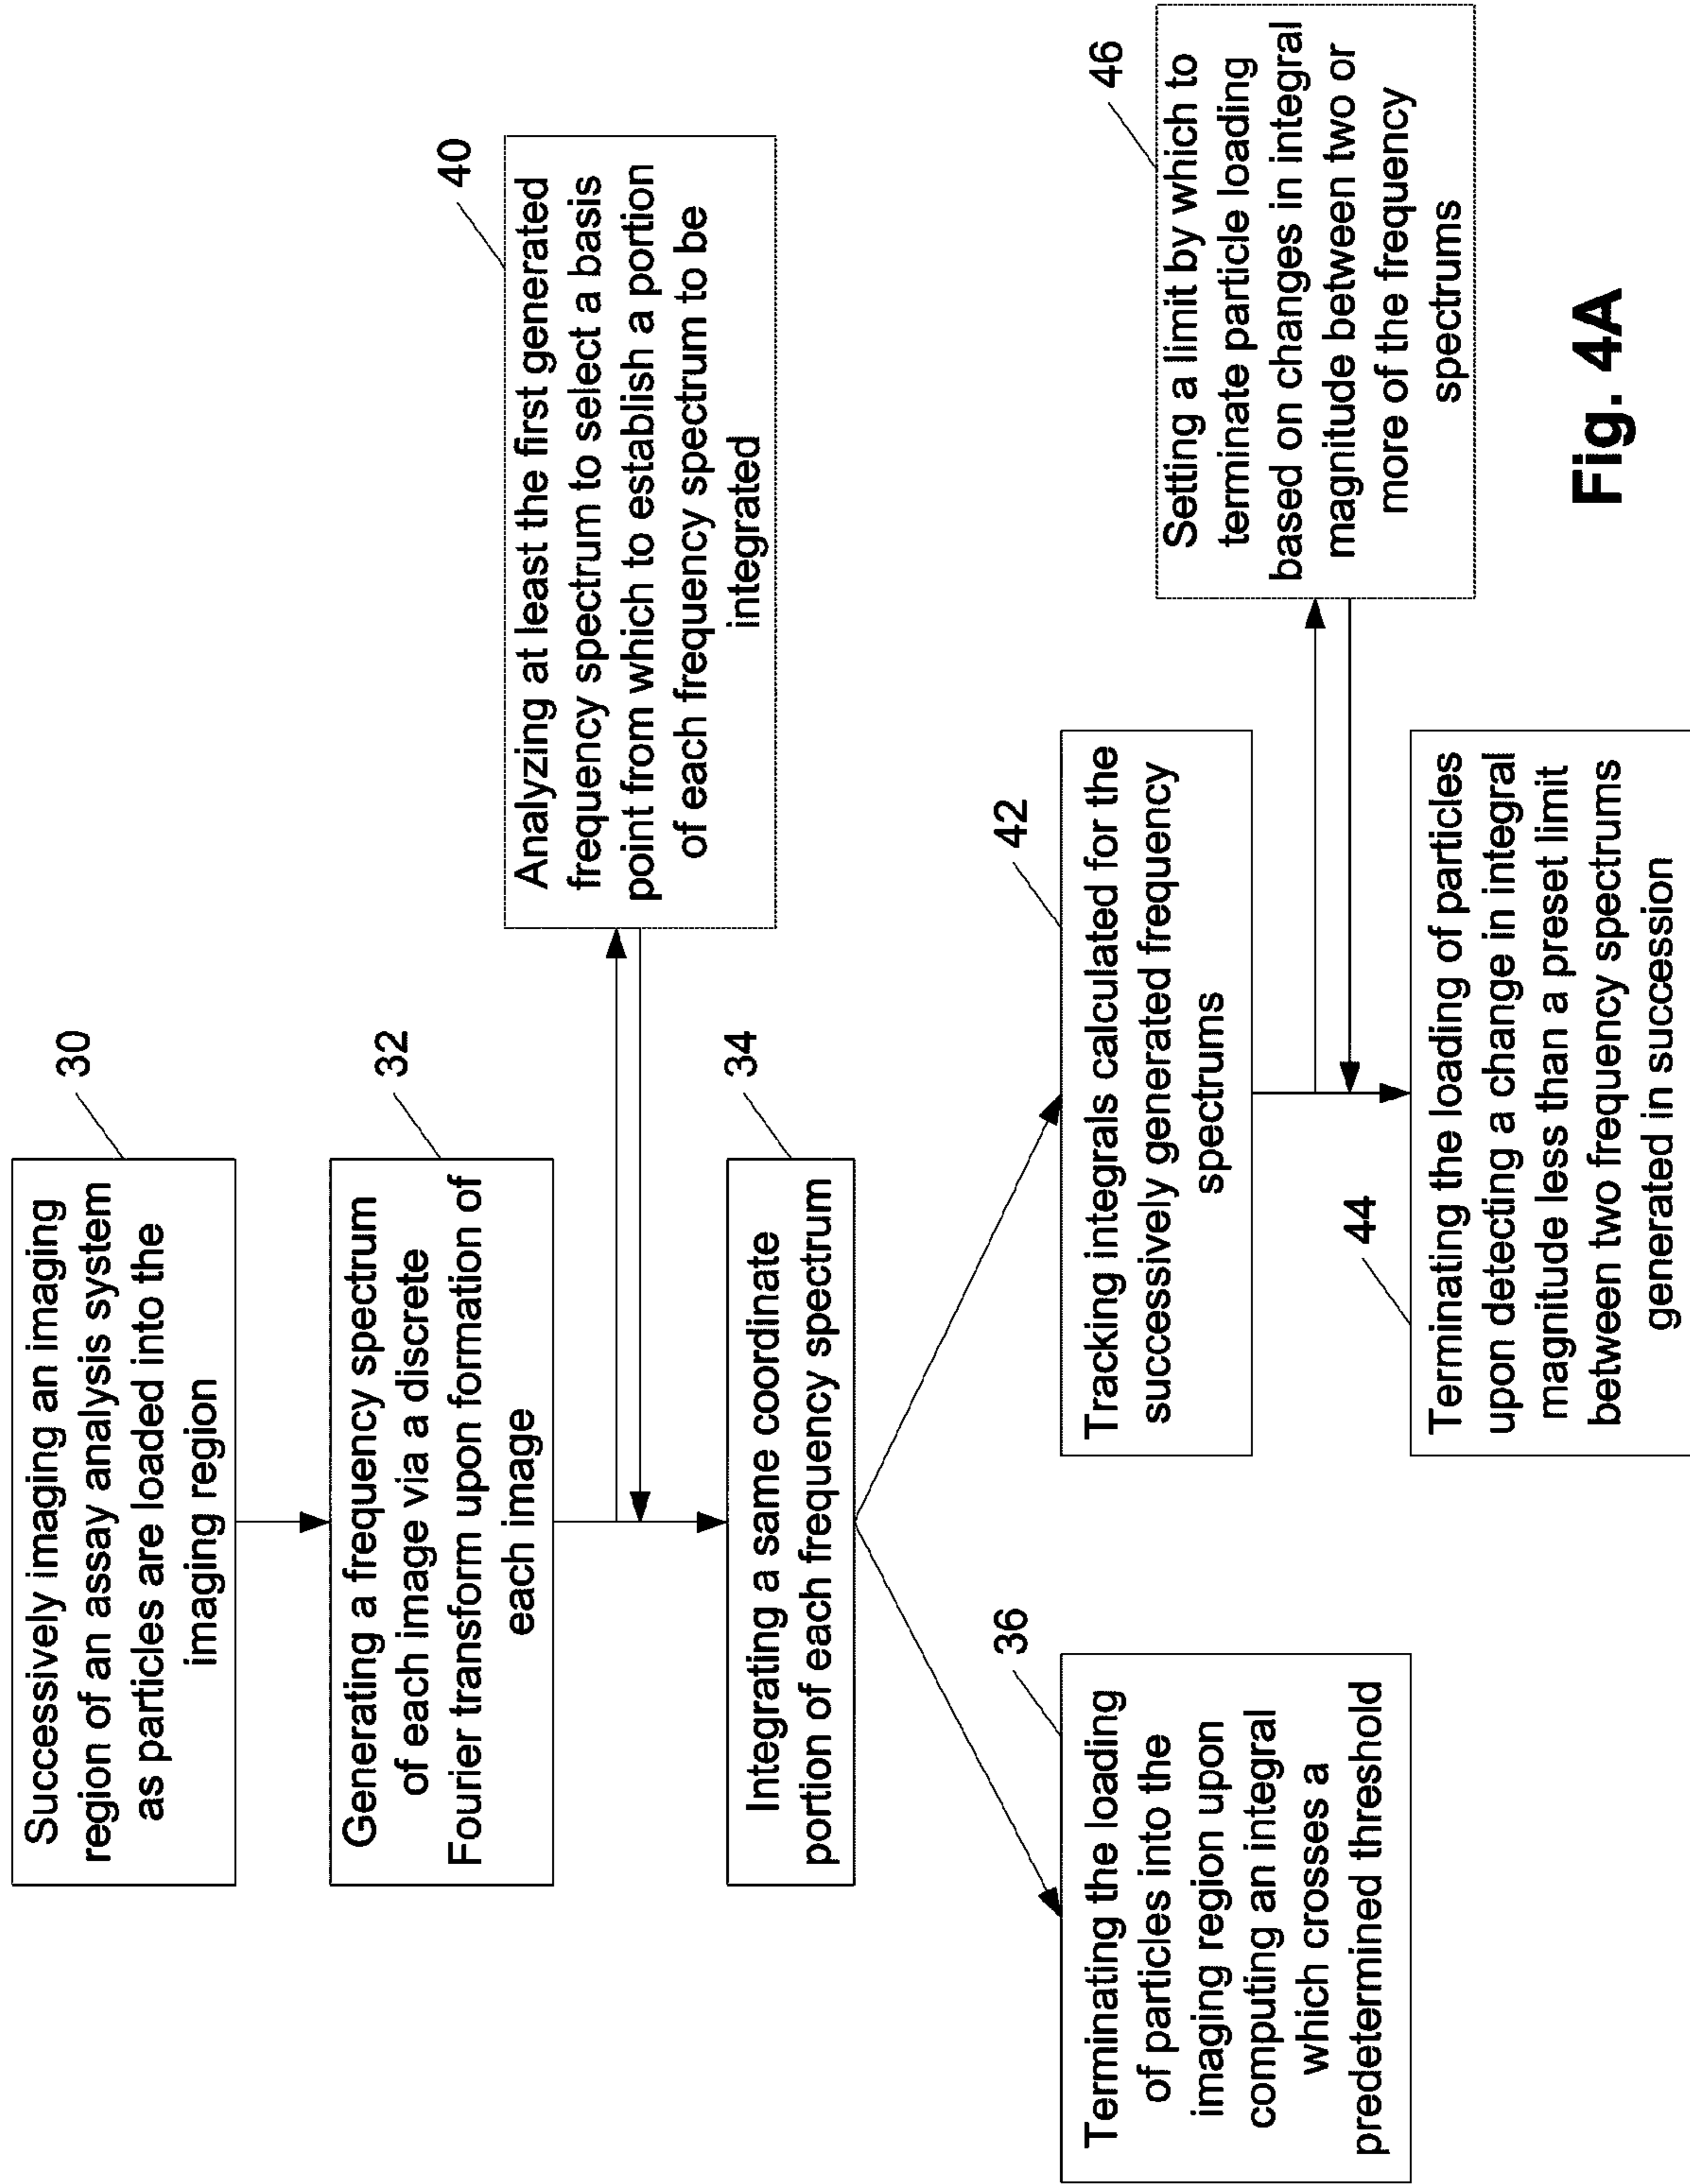 30
Successively imaging an imaging
region of an assay analysis system
as particles are loaded into the
imaging region
32
Generating a frequency spectrum
of each image via a discrete
Fourier transform upon formation of
each image
40
Analyzing at least the first generated
frequency spectrum to select a basis
point from which to establish a portion
of each frequency spectrum to be
integrated
34
Integrating a same coordinate
portion of each frequency spectrum
36
Terminating the loading
of particles into the
imaging region upon
computing an integral
which crosses a
predetermined threshold
42
Tracking integrals calculated for the
successively generated frequency
spectrums
46
Setting a limit by which to
terminate particle loading
based on changes in integral
magnitude between two or
more of the frequency
spectrums
44
Terminating the loading of particles
upon detecting a change in integral
magnitude less than a preset limit
between two frequency spectrums
generated in succession
Fig. 4A